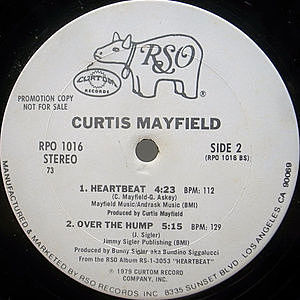 RSO
CURTOM
RECORDS
PROMOTION COPY
NOT FOR SALE
CURTIS MAYFIELD
RPO 1016
STEREO
73
SIDE 2
(RPO 1016 BS)
1. HEARTBEAT 4:23 BPM: 112
(C. Mayfield-G. Askey)
Mayfield Music/Andrask Music (BMI)
Produced by Curtis Mayfield
2. OVER THE HUMP 5:15 BPM: 129
(J. Sigler)
Jimmy Sigler Publishing (BMI)
Produced by Bunny Sigler aka Bundino Siggalucci
From the RSO Album RS-1-3053 "HEARTBEAT"
℗ 1979 CURTOM RECORD
COMPANY, INC.
MANUFACTURED & MARKETED BY RSO RECORDS INC 8335 SUNSET BLVD. LOS ANGELES, CA 90069